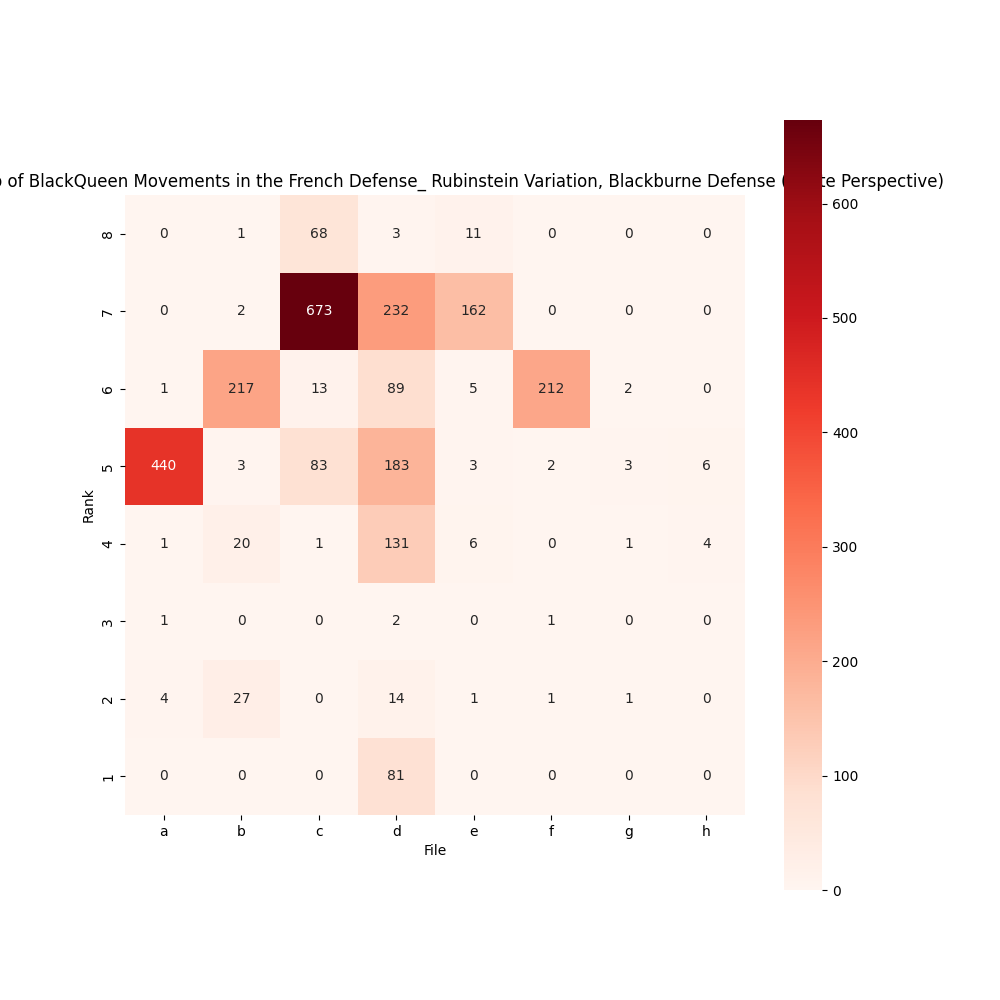 of BlackQueen Movements in the French Defense_ Rubinstein Variation, Blackburne Defense ( Perspective)
8 0 1 68 3 11 0 0 0
600
7 0 2 673 232 162 0 0 0
500
6 1 217 13 89 5 212 2 0
400
5 440 3 83 183 3 2 3 6
Rank
4 1 20 1 131 6 0 1 4
300
3 1 0 0 2 0 1 0 0
200
2 4 27 0 14 1 1 1 0
100
1 0 0 0 81 0 0 0 0
a b c d e f g h
File
0